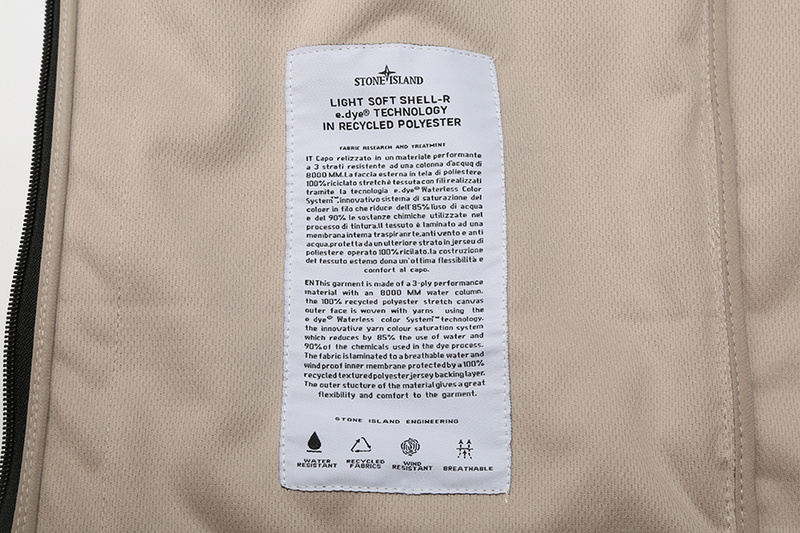 STONE ISLAND
LIGHT SOFT SHELL-R
e.dye® TECHNOLOGY
IN RECYCLED POLYESTER
FABRIC RESEARCH AND TREATMENT
IT Capo relizzato in un materiale performante
a 3 strati resistente ad una colonna d'acquq di
8000 MM.La faccia esterna in tela di poliestere
100% riciclato stretch è tessuta con fili realizzati
tramite la tecnologia e.dye® Waterless Color
System™,innovativo sistema di saturazione del
coloer in filo che riduce dell'85% l'uso di acqua
e del 90% le sostanze chimiche utilizzate nel
processo di tintura.Il tessuto è laminato ad una
membrana intema traspiranrte,anti vento e anti
acqua,protetta da un ulteriore strato in jerseu di
poliestere operato 100% ricilato.la costruzione
del tessuto estemo dona un'ottima flessibilità e
comfort al capo.
EN This garment is made of a 3-ply performance
material with an 8000 MM water column.
the 100% recycled polyester stretch canvas
outer face is woven with yarns using the
e.dye® Waterless color System™ technology.
the innovative yarn colour saturation system
which reduces by 85% the use of water and
90% of the chemicals used in the dye process.
The fabric is laminated to a breathable water and
wind proof inner membrane protected by a 100%
recycled textured polyester jersey backing layer.
The outer stucture of the material gives a great
flexibility and comfort to the garment.
STONE ISLAND ENGINEERING
WATER RECYCLED WIND BREATHABLE
RISISTANT FABRICS RESISTANT